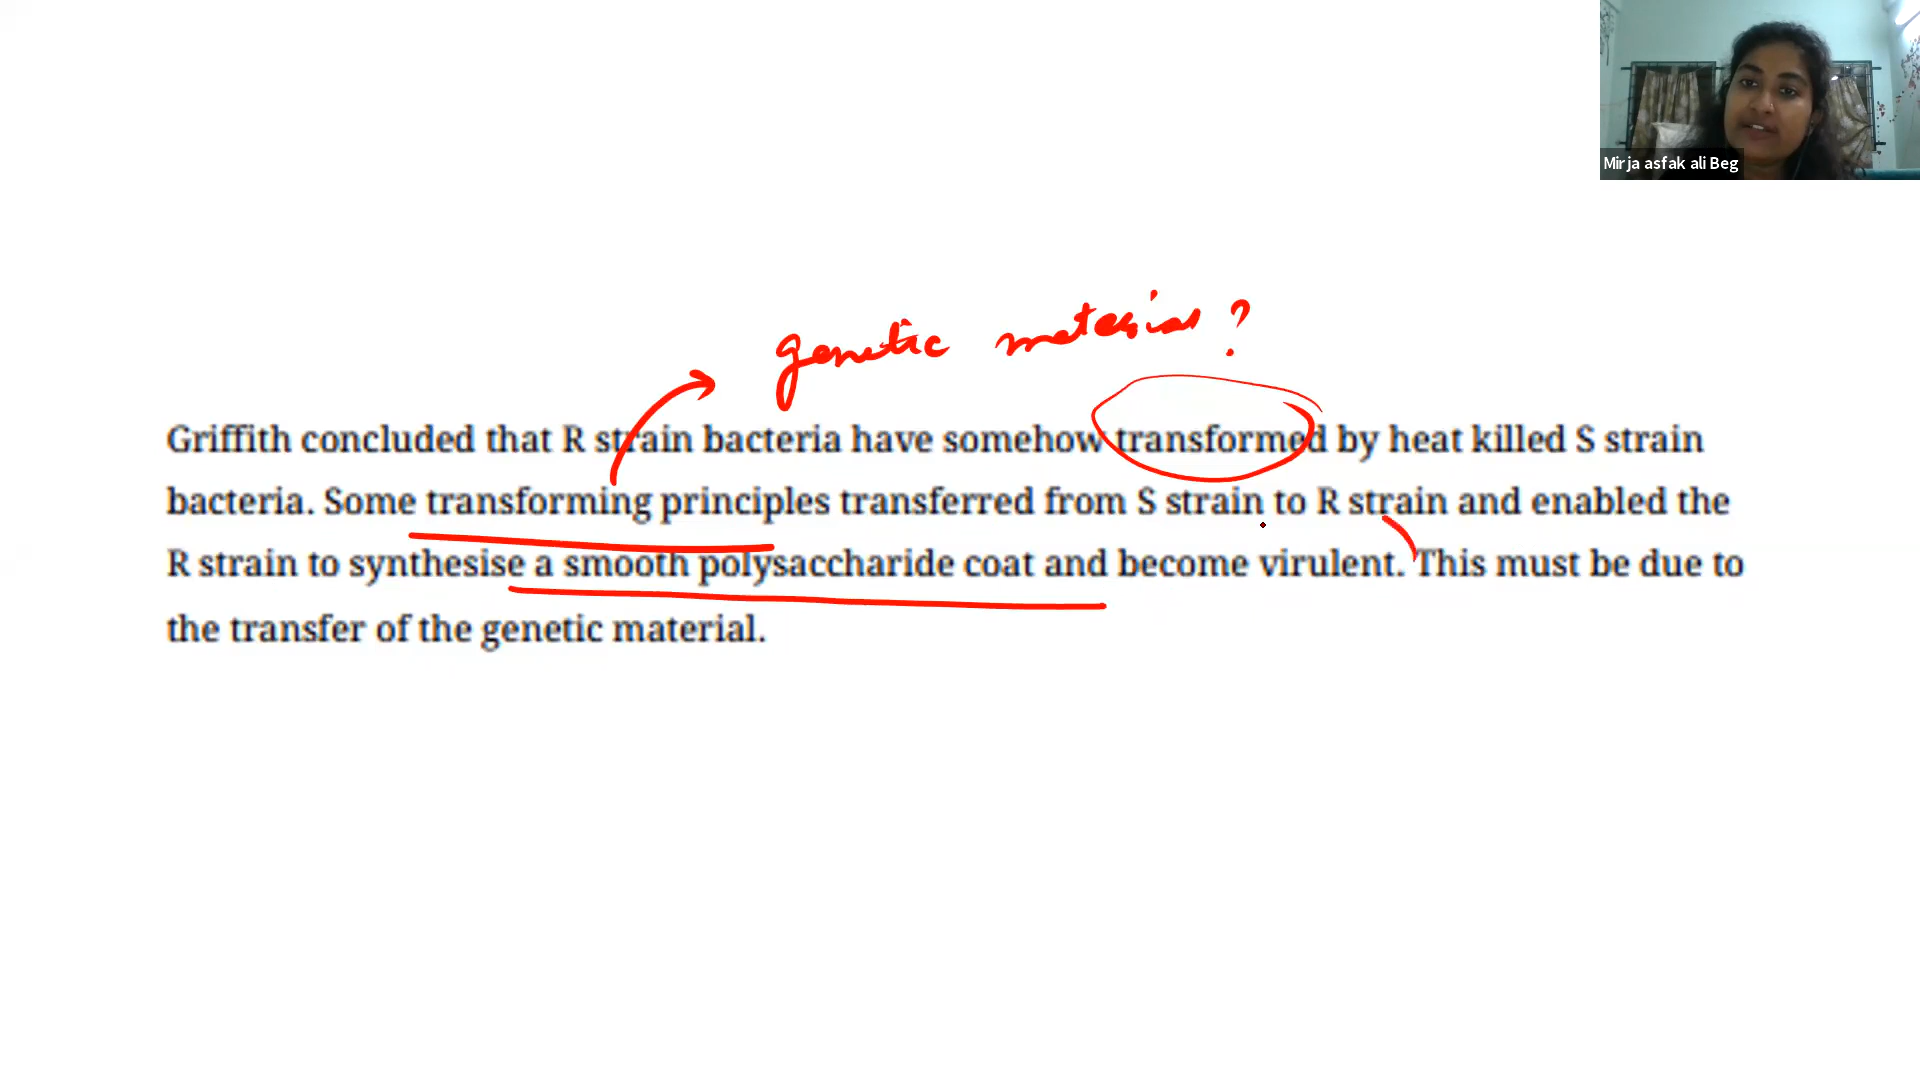 Mirja asfak ali Beg
genetic material?
Griffith concluded that R strain bacteria have somehow transformed by heat killed S strain
bacteria. Some transforming principles transferred from S strain to R strain and enabled the
R strain to synthesise a smooth polysaccharide coat and become virulent. This must be due to
the transfer of the genetic material.